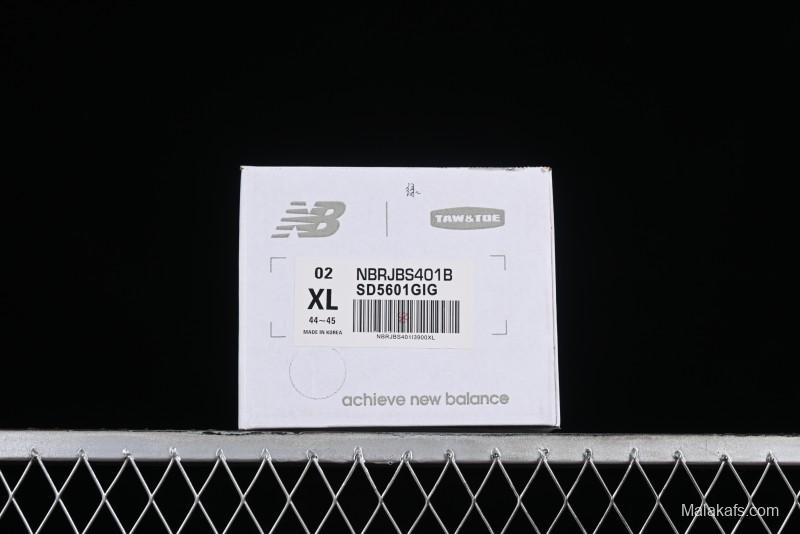 NB
TAW&TOE
02
XL
44~45
MADE IN KOREA
NBRJBS401B
SD5601GIG
NBRJBS401I3900XL
achieve new balance
Malakafs.com